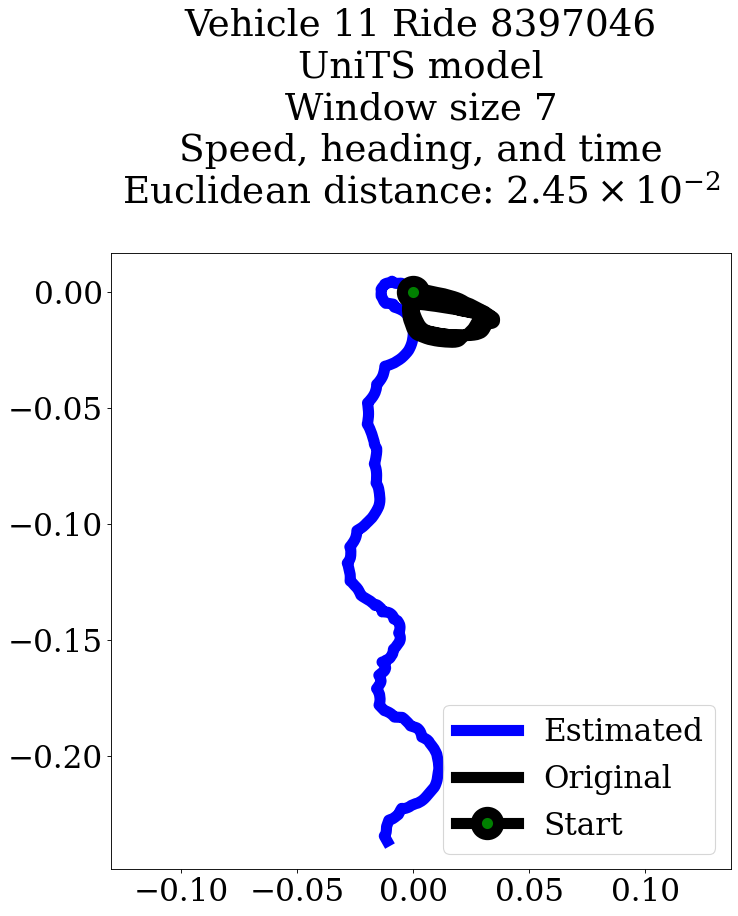 Vehicle 11 Ride 8397046
UniTS model
Window size 7
Speed, heading, and time
Euclidean distance: 2.45 × 10⁻²
0.00
−0.05
−0.10
−0.15
−0.20
Estimated
Original
Start
−0.10 −0.05 0.00 0.05 0.10